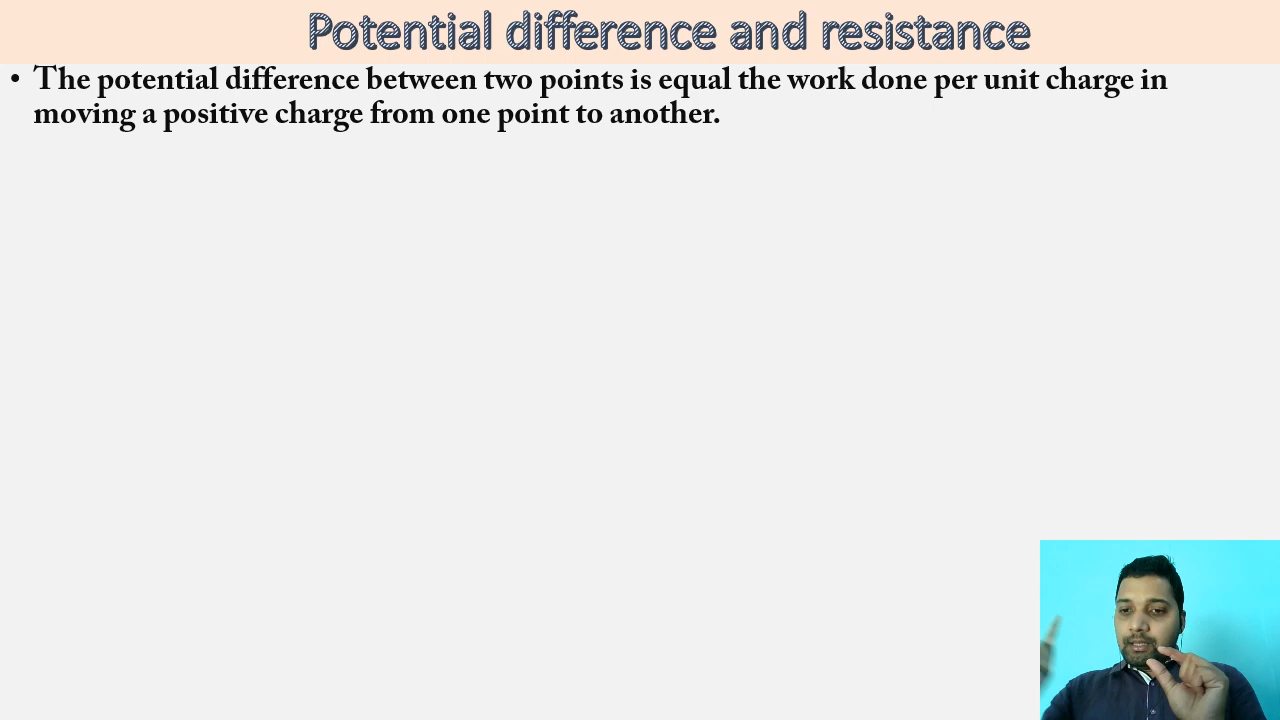 Potential difference and resistance
• The potential difference between two points is equal the work done per unit charge in
moving a positive charge from one point to another.